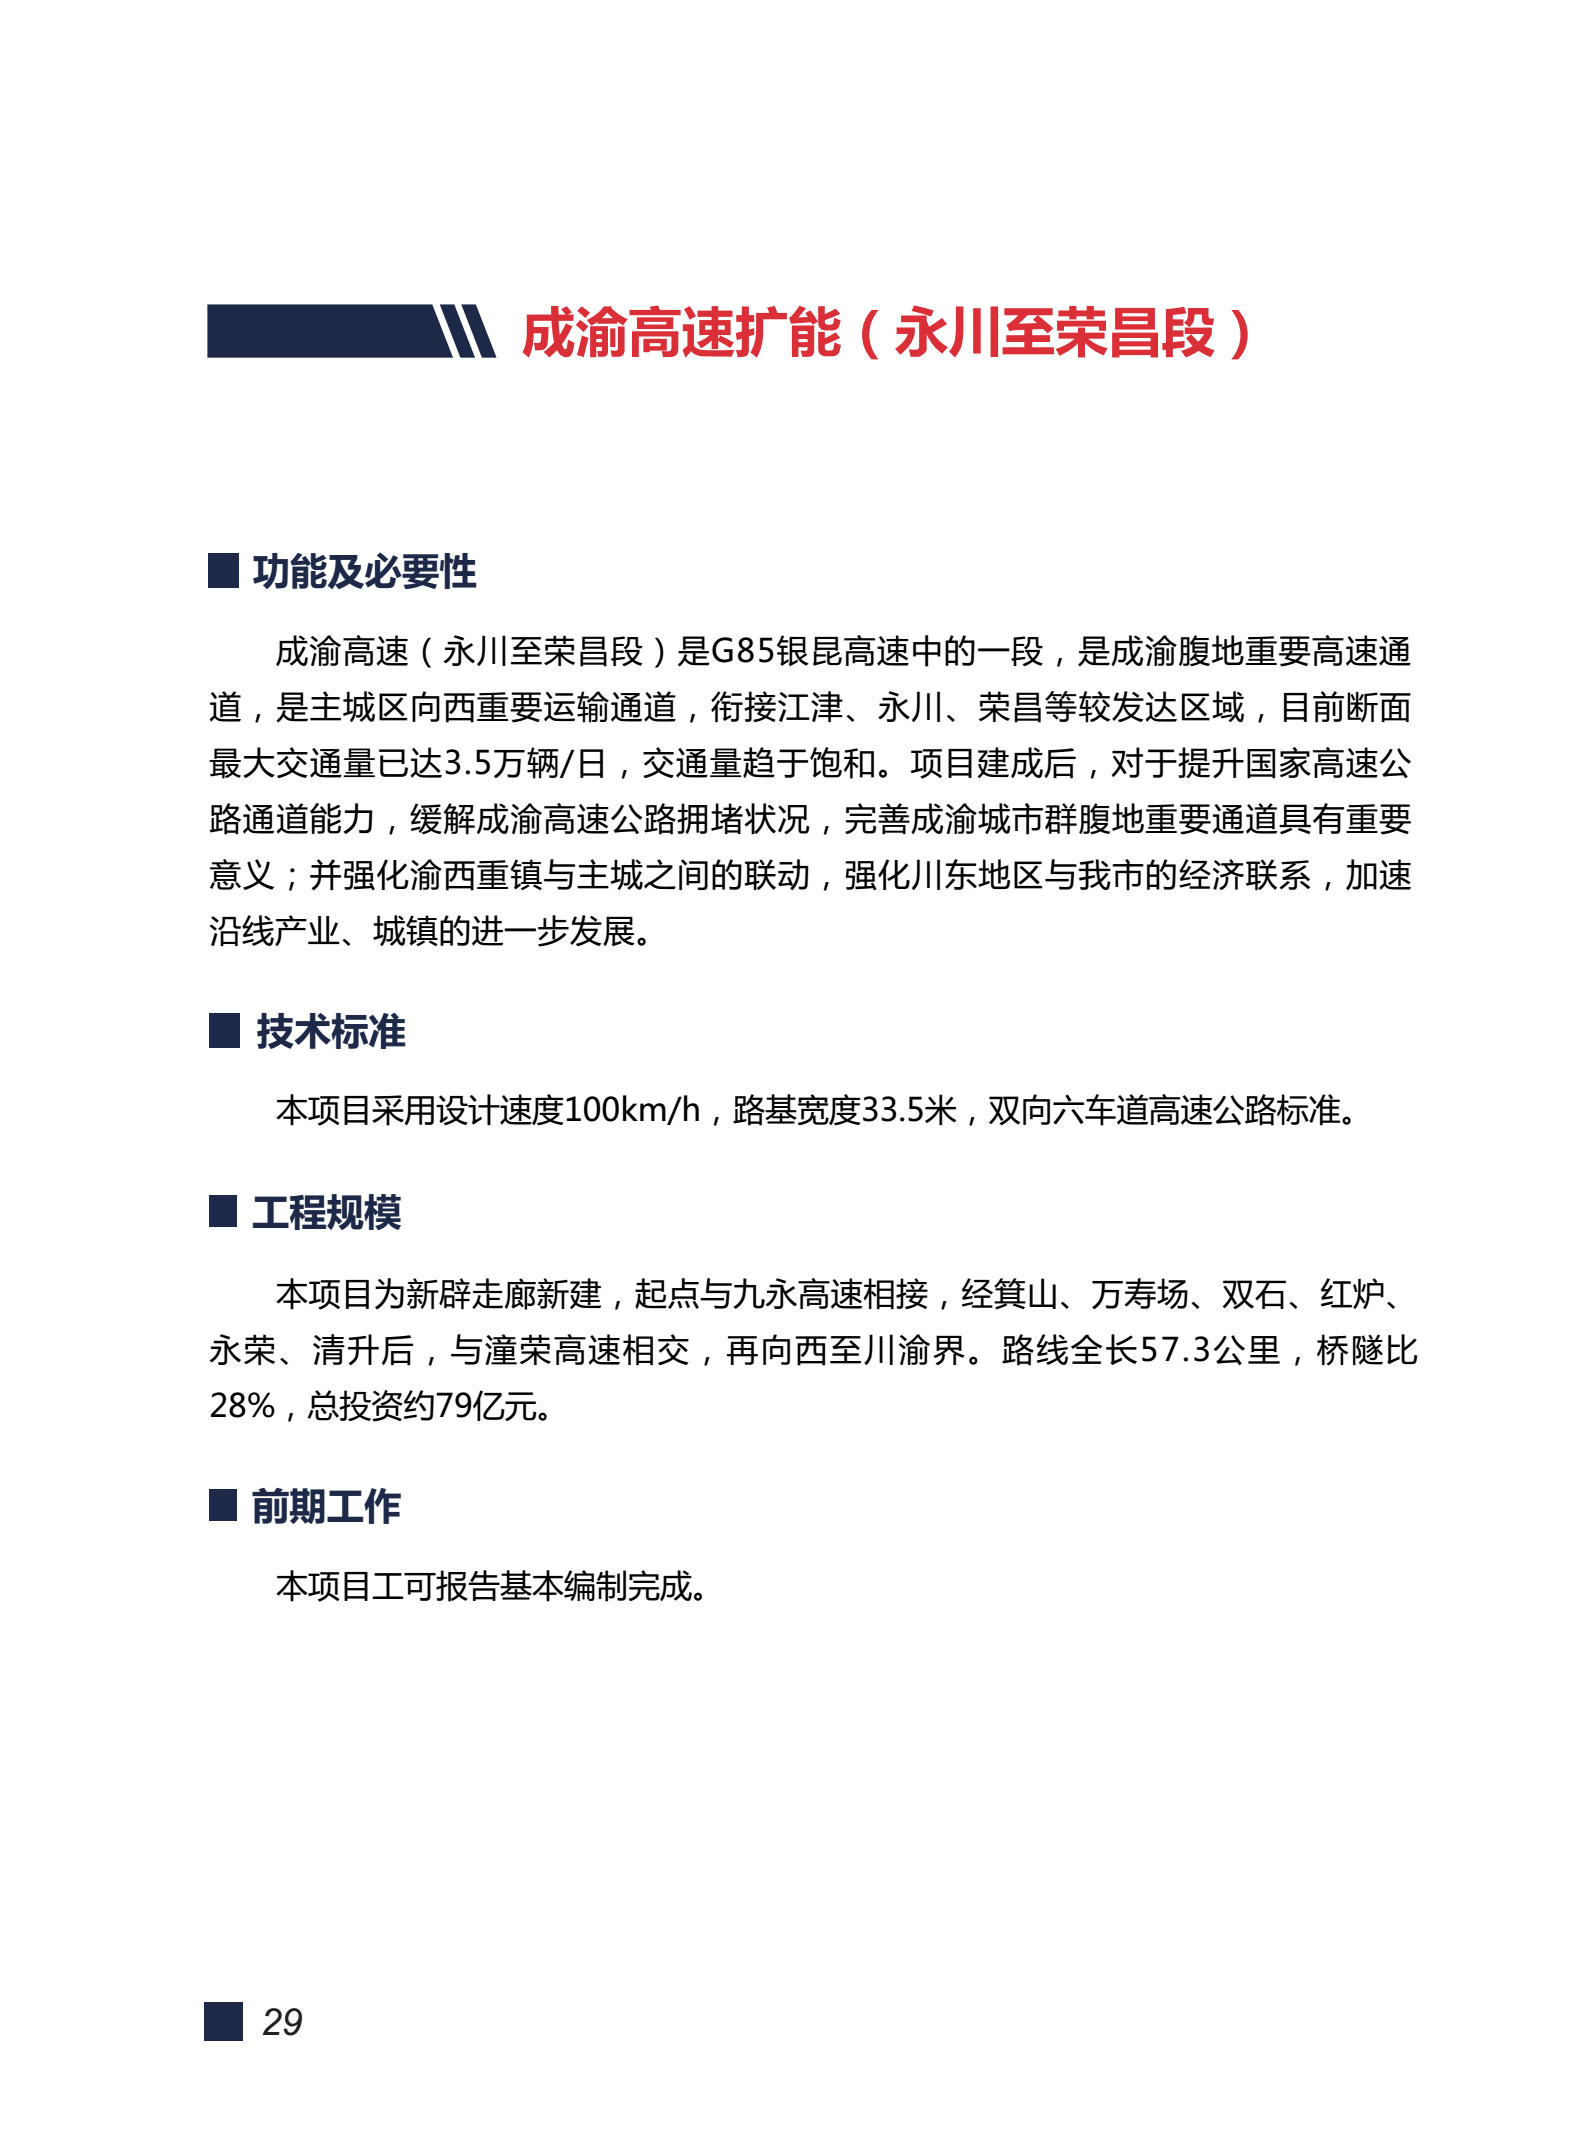 成渝高速扩能（永川至荣昌段）
功能及必要性
成渝高速（永川至荣昌段）是G85银昆高速中的一段，是成渝腹地重要高速通
道，是主城区向西重要运输通道，衔接江津、永川、荣昌等较发达区域，目前断面
最大交通量已达3.5万辆/日，交通量趋于饱和。项目建成后，对于提升国家高速公
路通道能力，缓解成渝高速公路拥堵状况，完善成渝城市群腹地重要通道具有重要
意义；并强化渝西重镇与主城之间的联动，强化川东地区与我市的经济联系，加速
沿线产业、城镇的进一步发展。
技术标准
本项目采用设计速度100km/h，路基宽度33.5米，双向六车道高速公路标准。
工程规模
本项目为新辟走廊新建，起点与九永高速相接，经箕山、万寿场、双石、红炉、
永荣、清升后，与潼荣高速相交，再向西至川渝界。路线全长57.3公里，桥隧比
28%，总投资约79亿元。
前期工作
本项目工可报告基本编制完成。
29